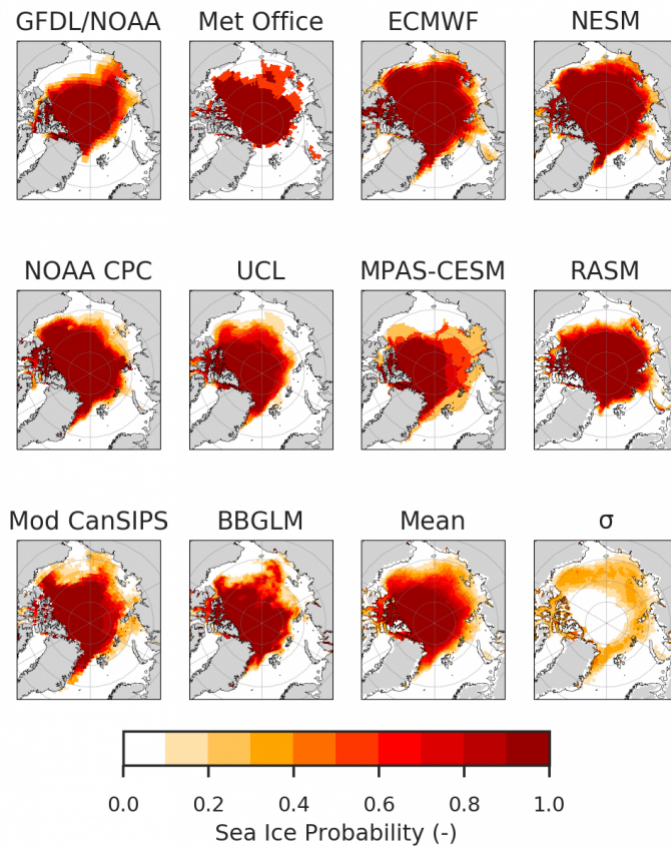 GFDL/NOAA Met Office ECMWF NESM
NOAA CPC UCL MPAS-CESM RASM
Mod CanSIPS BBGLM Mean σ
0.0 0.2 0.4 0.6 0.8 1.0
Sea Ice Probability (-)